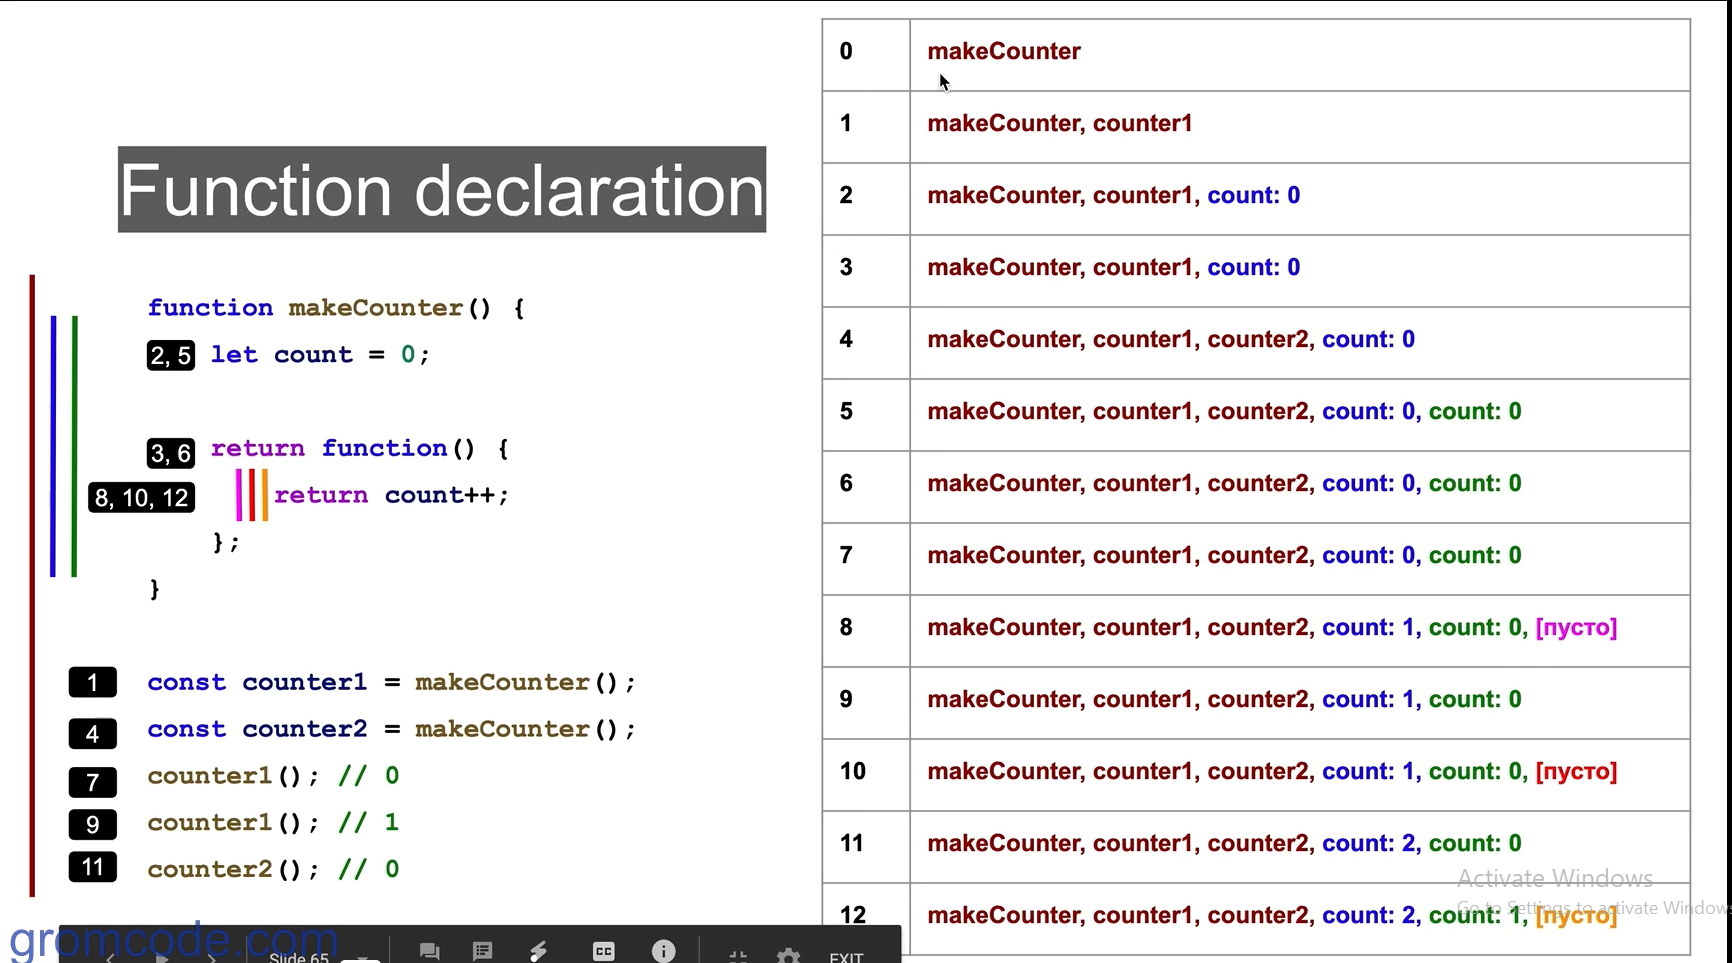 Function declaration
function makeCounter() {
2, 5 let count = 0;
3, 6 return function() {
8, 10, 12 return count++;
};
}
1 const counter1 = makeCounter();
4 const counter2 = makeCounter();
7 counter1(); // 0
9 counter1(); // 1
11 counter2(); // 0
0 makeCounter
1 makeCounter, counter1
2 makeCounter, counter1, count: 0
3 makeCounter, counter1, count: 0
4 makeCounter, counter1, counter2, count: 0
5 makeCounter, counter1, counter2, count: 0, count: 0
6 makeCounter, counter1, counter2, count: 0, count: 0
7 makeCounter, counter1, counter2, count: 0, count: 0
8 makeCounter, counter1, counter2, count: 1, count: 0, [пусто]
9 makeCounter, counter1, counter2, count: 1, count: 0
10 makeCounter, counter1, counter2, count: 1, count: 0, [пусто]
11 makeCounter, counter1, counter2, count: 2, count: 0
12 makeCounter, counter1, counter2, count: 2, count: 1, [пусто]
Activate Windows
Go to Settings to activate Windows
gromcode.com
Slide 65
CC
EXIT